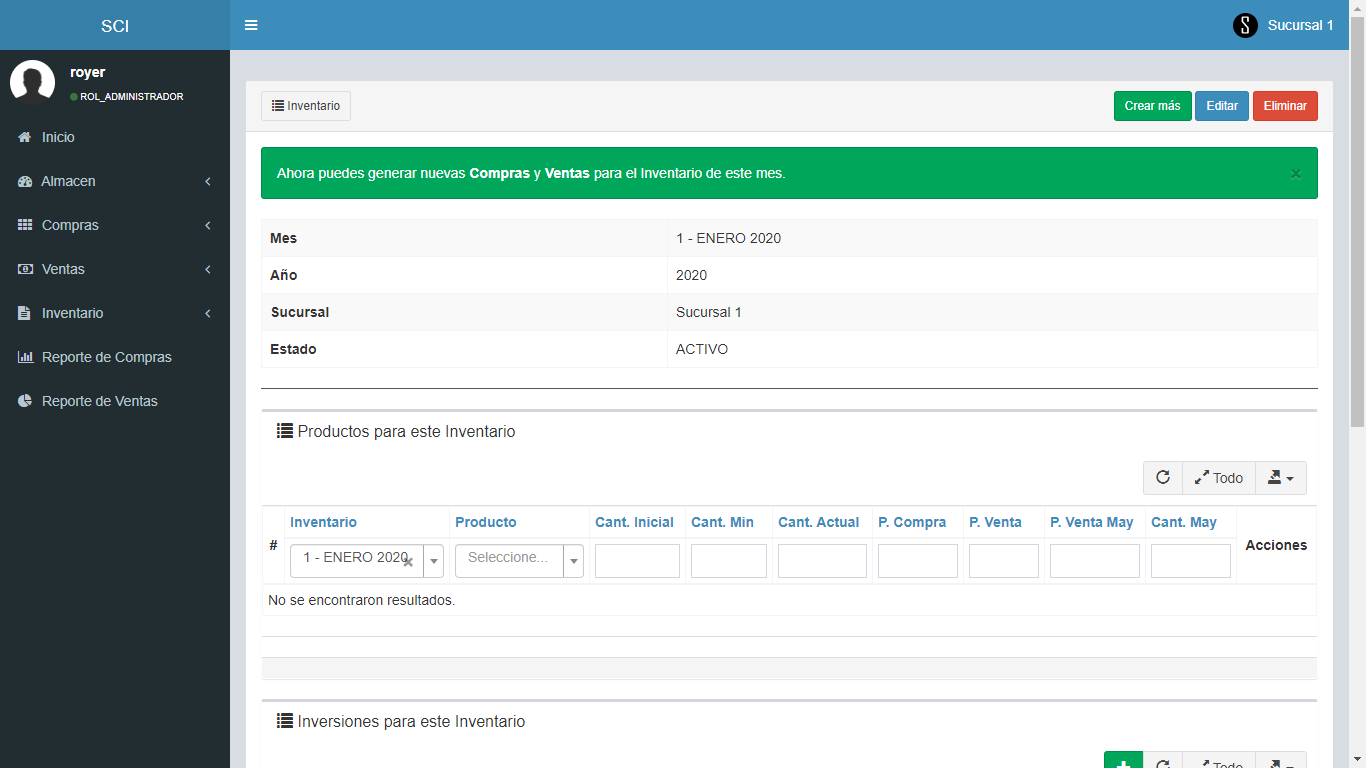 SCI
Sucursal 1
royer
ROL_ADMINISTRADOR
Inicio
Almacen
Compras
Ventas
Inventario
Reporte de Compras
Reporte de Ventas
Inventario
Crear más Editar Eliminar
Ahora puedes generar nuevas Compras y Ventas para el Inventario de este mes. ×
Mes 1 - ENERO 2020
Año 2020
Sucursal Sucursal 1
Estado ACTIVO
Productos para este Inventario
Todo
# Inventario Producto Cant. Inicial Cant. Min Cant. Actual P. Compra P. Venta P. Venta May Cant. May Acciones
1 - ENERO 2020 × Seleccione...
No se encontraron resultados.
Inversiones para este Inventario
Todo